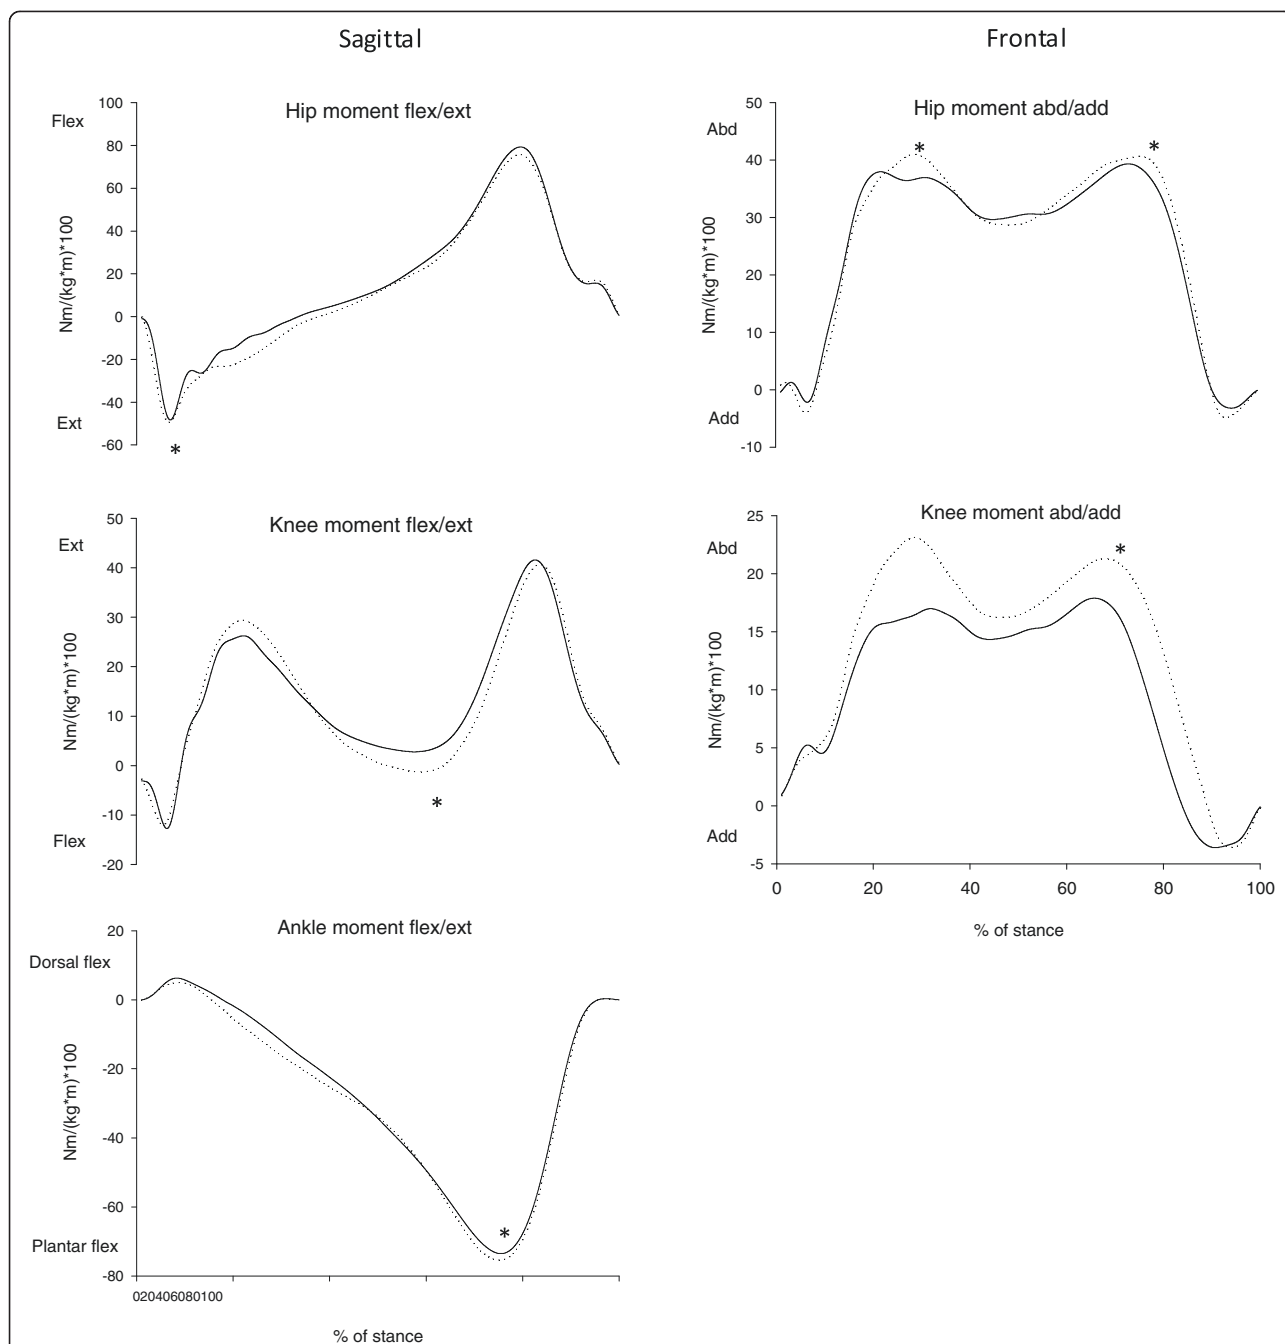 Sagittal
Hip moment flex/ext
Flex
Ext
Nm/(kg*m)*100
100
80
60
40
20
0
-20
-40
-60
*
Knee moment flex/ext
Ext
Flex
Nm/(kg*m)*100
50
40
30
20
10
0
-10
-20
*
Ankle moment flex/ext
Dorsal flex
Plantar flex
Nm/(kg*m)*100
20
0
-20
-40
-60
-80
*
020406080100
% of stance
Frontal
Hip moment abd/add
Abd
Add
Nm/(kg*m)*100
50
40
30
20
10
0
-10
* *
Knee moment abd/add
Abd
Add
Nm/(kg*m)*100
25
20
15
10
5
0
-5
*
0 20 40 60 80 100
% of stance